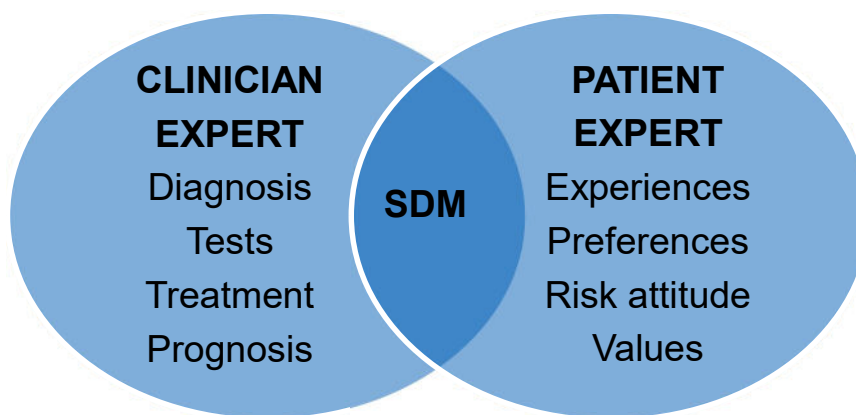 CLINICIAN
EXPERT
Diagnosis
Tests
Treatment
Prognosis
SDM
PATIENT
EXPERT
Experiences
Preferences
Risk attitude
Values